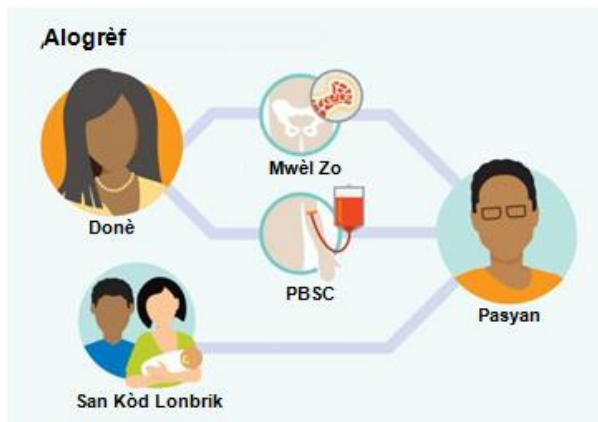 Alogrèf
Mwèl Zo
Donè
PBSC
Pasyan
San Kòd Lonbrik